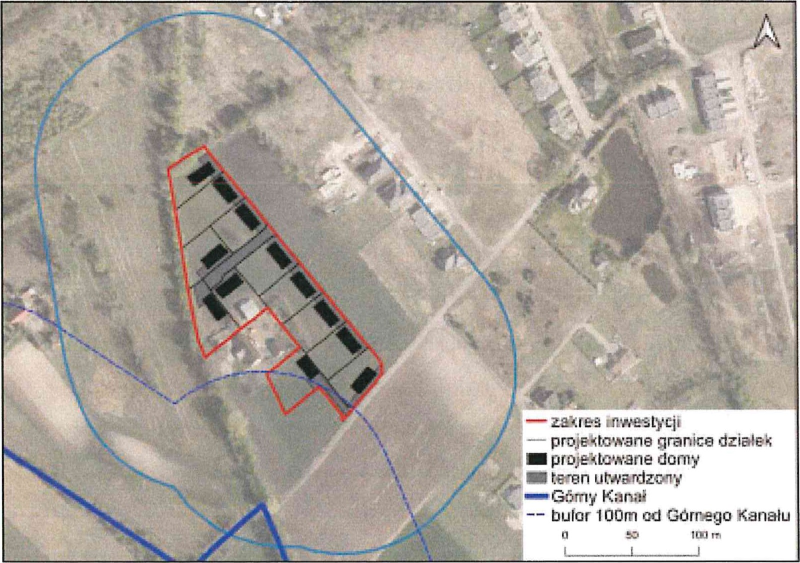 zakres inwestycji
projektowane granice działek
projektowane domy
teren utwardzony
Górny Kanał
bufor 100m od Górnego Kanału
0 50 100 m